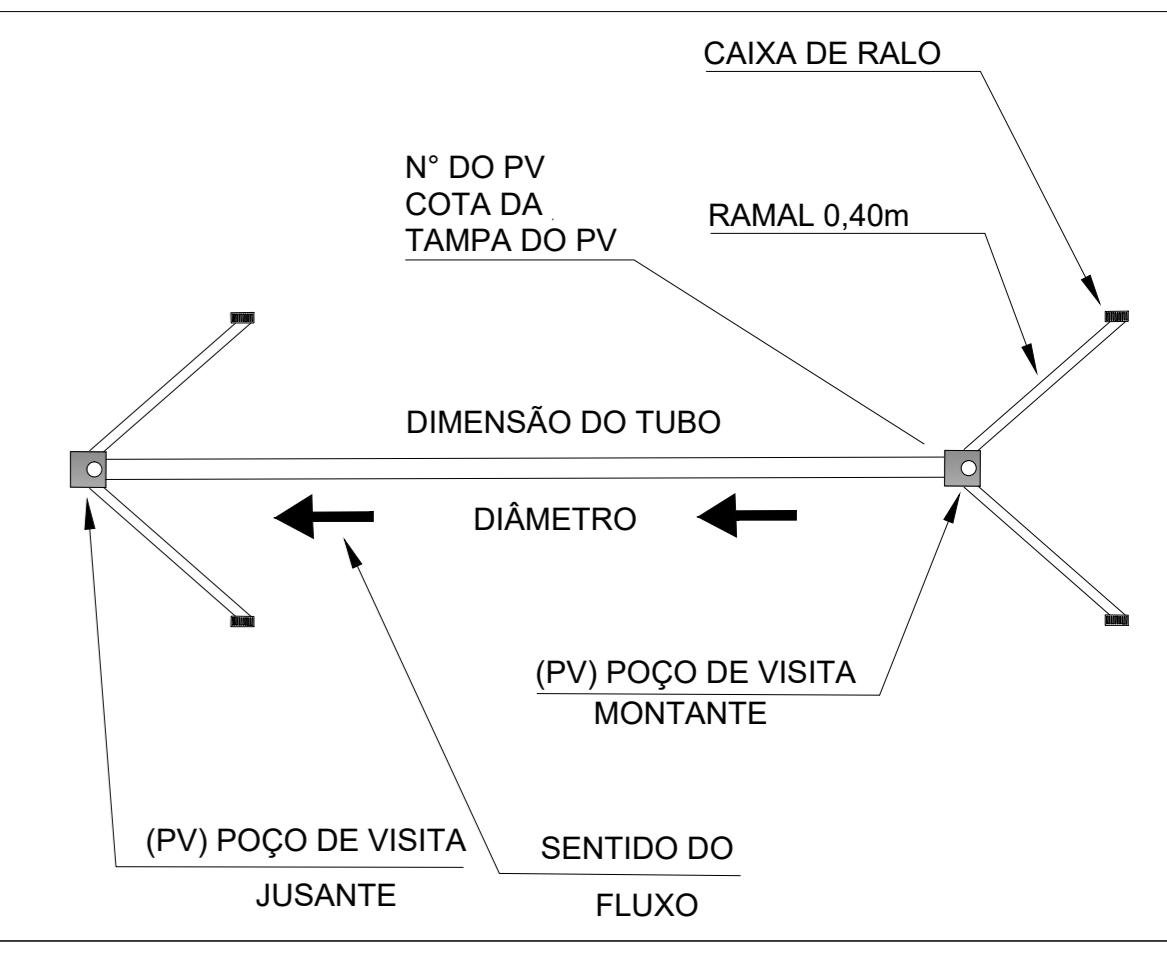 CAIXA DE RALO
N° DO PV
COTA DA
TAMPA DO PV
RAMAL 0,40m
DIMENSÃO DO TUBO
DIÂMETRO
(PV) POÇO DE VISITA
MONTANTE
(PV) POÇO DE VISITA
JUSANTE
SENTIDO DO
FLUXO